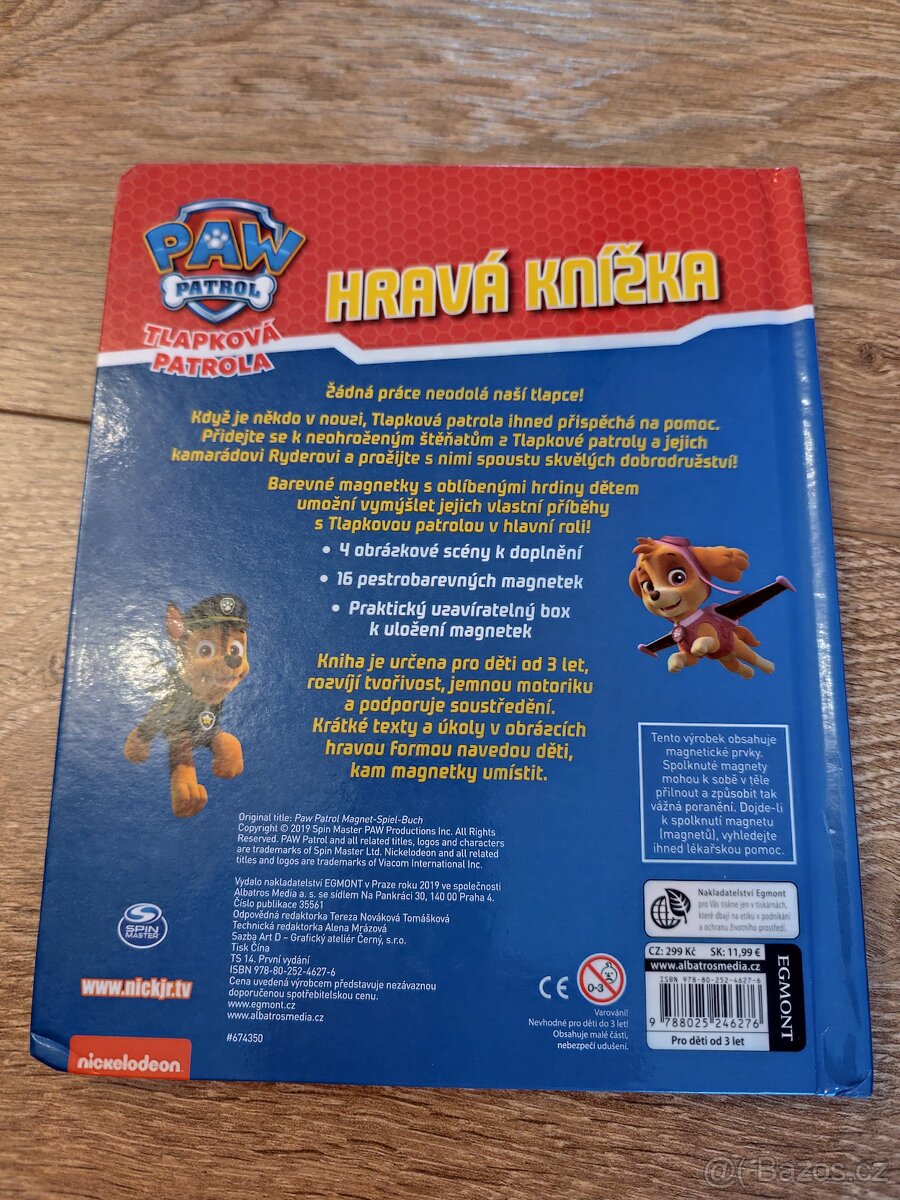 PAW
PATROL
TLAPKOVÁ
PATROLA
HRAVÁ KNÍŽKA
Žádná práce neodolá naší tlapce!
Když je někdo v nouzi, Tlapková patrola ihned přispěchá na pomoc.
Přidejte se k neohroženým štěňatům z Tlapkové patroly a jejich
kamarádovi Ryderovi a prožijte s nimi spoustu skvělých dobrodružství!
Barevné magnetky s oblíbenými hrdiny dětem
umožní vymýšlet jejich vlastní příběhy
s Tlapkovou patrolou v hlavní roli!
• 4 obrázkové scény k doplnění
• 16 pestrobarevných magnetek
• Praktický uzavíratelný box
k uložení magnetek
Kniha je určena pro děti od 3 let,
rozvíjí tvořivost, jemnou motoriku
a podporuje soustředění.
Krátké texty a úkoly v obrázcích
hravou formou navedou děti,
kam magnetky umístit.
Tento výrobek obsahuje
magnetické prvky.
Spolknuté magnety
mohou k sobě v těle
přilnout a způsobit tak
vážná poranění. Dojde-li
k spolknutí magnetu
(magnetů), vyhledejte
ihned lékařskou pomoc.
Original title: Paw Patrol Magnet-Spiel-Buch
Copyright © 2019 Spin Master PAW Productions Inc. All Rights
Reserved. PAW Patrol and all related titles, logos and characters
are trademarks of Spin Master Ltd. Nickelodeon and all related
titles and logos are trademarks of Viacom International Inc.
Vydalo nakladatelství EGMONT v Praze roku 2019 ve společnosti
Albatros Media a. s. se sídlem Na Pankráci 30, 140 00 Praha 4.
Číslo publikace 35561
Odpovědná redaktorka Tereza Nováková Tomášková
Technická redaktorka Alena Mrázová
Sazba Art D – Grafický ateliér Černý, s.r.o.
Tisk Čína
TS 14. První vydání
ISBN 978-80-252-4627-6
Cena uvedená výrobcem představuje nezávaznou
doporučenou spotřebitelskou cenu.
www.egmont.cz
www.albatrosmedia.cz
#674350
SPIN
MASTER
www.nickjr.tv
nickelodeon
CE
0-3
Varování!
Nevhodné pro děti do 3 let!
Obsahuje malé části,
nebezpečí udušení.
Nakladatelství Egmont
pro Vás tiskne jen v tiskárnách,
které dbají na etiku v podnikání
a ochranu životního prostředí.
CZ: 299 Kč SK: 11,99 €
www.albatrosmedia.cz
ISBN 978-80-252-4627-6
9 788025 246276
Pro děti od 3 let
EGMONT
@(- Bazos.cz